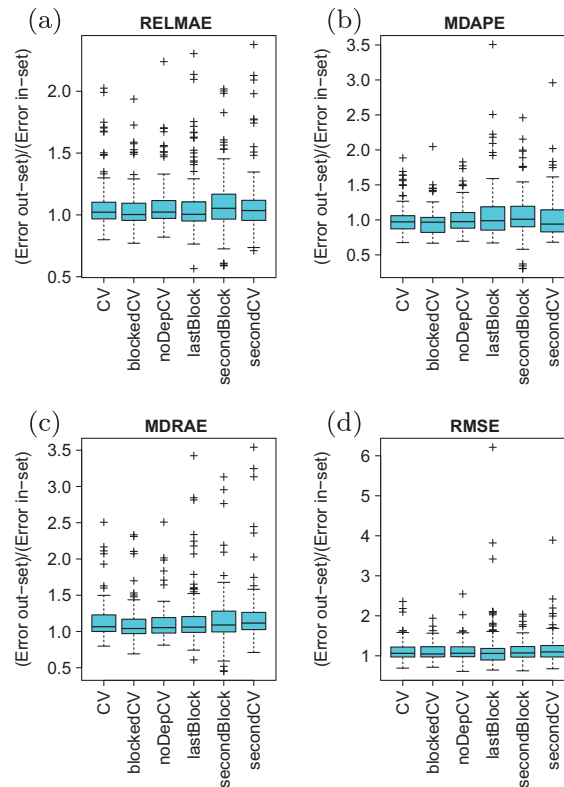 (a) RELMAE
(Error out−set)/(Error in−set)
2.0
1.5
1.0
0.5
CV
blockedCV
noDepCV
lastBlock
secondBlock
secondCV
(b) MDAPE
(Error out−set)/(Error in−set)
3.5
3.0
2.5
2.0
1.5
1.0
0.5
CV
blockedCV
noDepCV
lastBlock
secondBlock
secondCV
(c) MDRAE
(Error out−set)/(Error in−set)
3.5
3.0
2.5
2.0
1.5
1.0
0.5
CV
blockedCV
noDepCV
lastBlock
secondBlock
secondCV
(d) RMSE
(Error out−set)/(Error in−set)
6
5
4
3
2
1
CV
blockedCV
noDepCV
lastBlock
secondBlock
secondCV